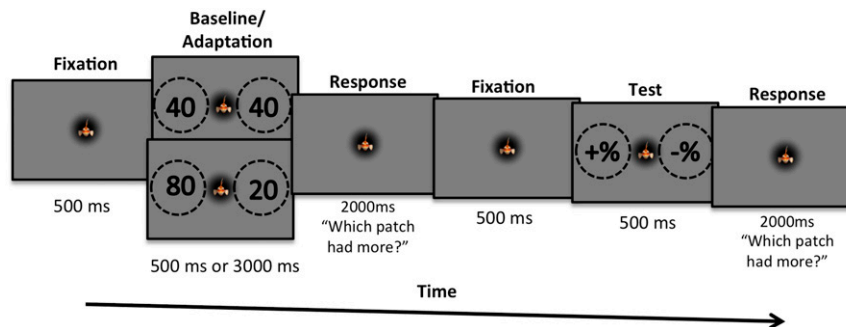 Baseline/
Adaptation
Fixation
40 40
80 20
500 ms
500 ms or 3000 ms
Response
2000ms
“Which patch
had more?”
Fixation
500 ms
Test
+% -%
500 ms
Response
2000ms
“Which patch
had more?”
Time